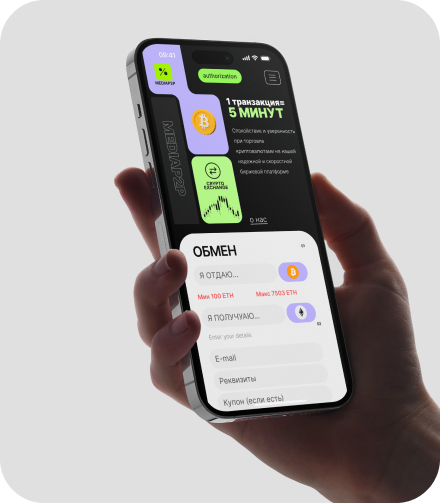 09:41
authorization
MEDIAP2P
1 транзакция=
5 МИНУТ
MEDIAP2P
Спокойствие и уверенность
при торговле
криптовалютами на нашей
надежной и скоростной
биржевой платформе
CRYPTO
EXCHANGE
О НАС
ОБМЕН
Я ОТДАЮ...
Мин 100 ETH
Макс 7503 ETH
Я ПОЛУЧУАЮ...
Enter your details
E-mail
Реквизиты
Купон (если есть)